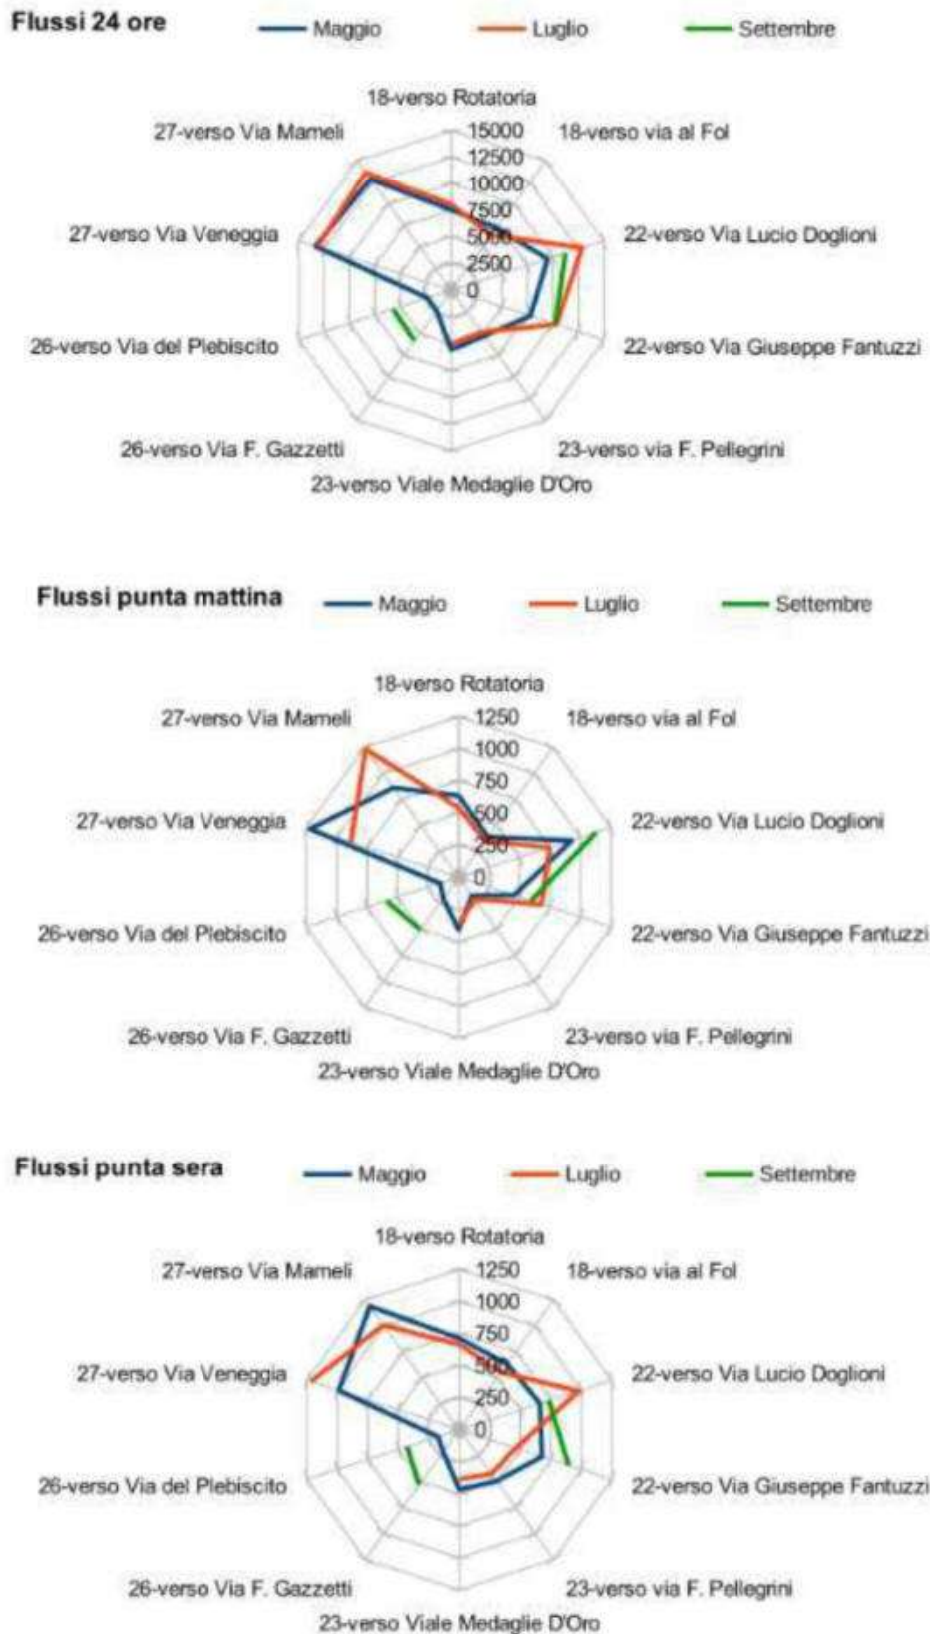 Flussi 24 ore Maggio Luglio Settembre
18-verso Rotatoria
27-verso Via Mameli 18-verso via al Fol
15000
12500
10000
7500
27-verso Via Veneggia 5000 22-verso Via Lucio Doglioni
2500
0
26-verso Via del Plebiscito 22-verso Via Giuseppe Fantuzzi
26-verso Via F. Gazzetti 23-verso via F. Pellegrini
23-verso Viale Medaglie D'Oro
Flussi punta mattina Maggio Luglio Settembre
18-verso Rotatoria
27-verso Via Mameli 18-verso via al Fol
1250
1000
750
500
27-verso Via Veneggia 22-verso Via Lucio Doglioni
250
0
26-verso Via del Plebiscito 22-verso Via Giuseppe Fantuzzi
26-verso Via F. Gazzetti 23-verso via F. Pellegrini
23-verso Viale Medaglie D'Oro
Flussi punta sera Maggio Luglio Settembre
18-verso Rotatoria
27-verso Via Mameli 18-verso via al Fol
1250
1000
750
500
27-verso Via Veneggia 22-verso Via Lucio Doglioni
250
0
26-verso Via del Plebiscito 22-verso Via Giuseppe Fantuzzi
26-verso Via F. Gazzetti 23-verso via F. Pellegrini
23-verso Viale Medaglie D'Oro